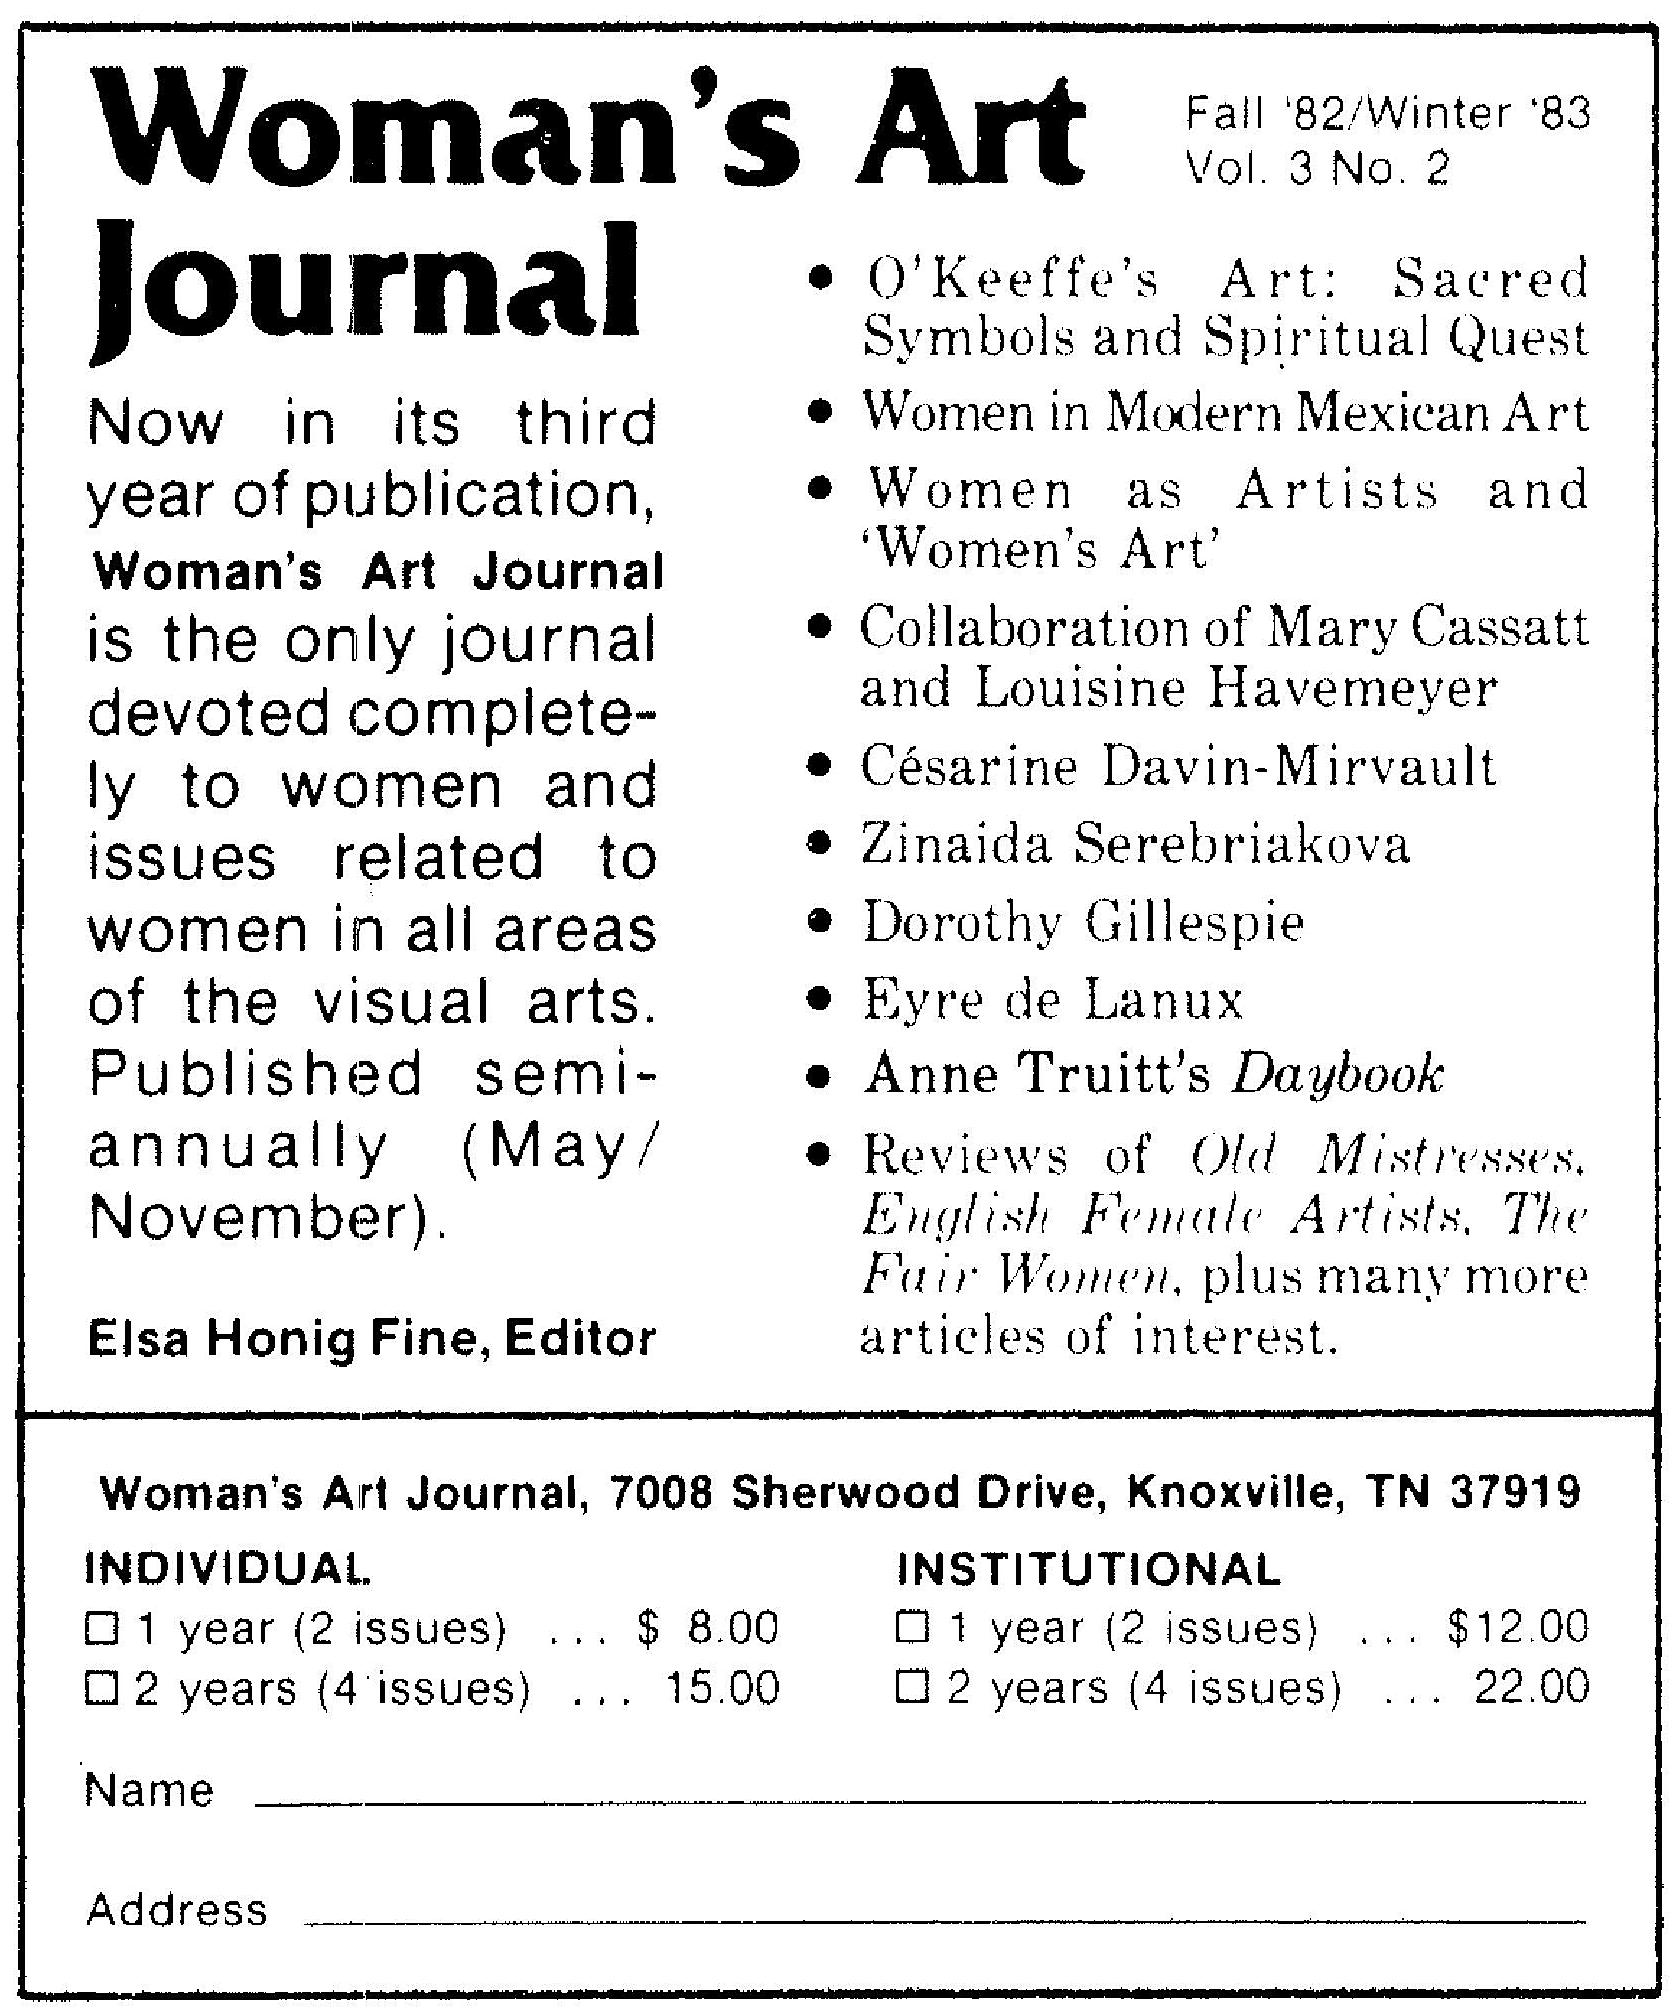 Woman's Art
Journal
Fall '82/Winter '83
Vol. 3 No. 2
Now in its third
year of publication,
Woman's Art Journal
is the only journal
devoted complete-
ly to women and
issues related to
women in all areas
of the visual arts.
Published semi-
annually (May/
November).
Elsa Honig Fine, Editor
• O'Keeffe's Art: Sacred
Symbols and Spiritual Quest
• Women in Modern Mexican Art
• Women as Artists and
'Women's Art'
• Collaboration of Mary Cassatt
and Louisine Havemeyer
• Césarine Davin-Mirvault
• Zinaida Serebriakova
• Dorothy Gillespie
• Eyre de Lanux
• Anne Truitt's Daybook
• Reviews of Old Mistresses,
English Female Artists, The
Fair Women, plus many more
articles of interest.
Woman's Art Journal, 7008 Sherwood Drive, Knoxville, TN 37919
INDIVIDUAL
□ 1 year (2 issues) ... $ 8.00
□ 2 years (4 issues) ... 15.00
INSTITUTIONAL
□ 1 year (2 issues) ... $12.00
□ 2 years (4 issues) ... 22.00
Name
Address